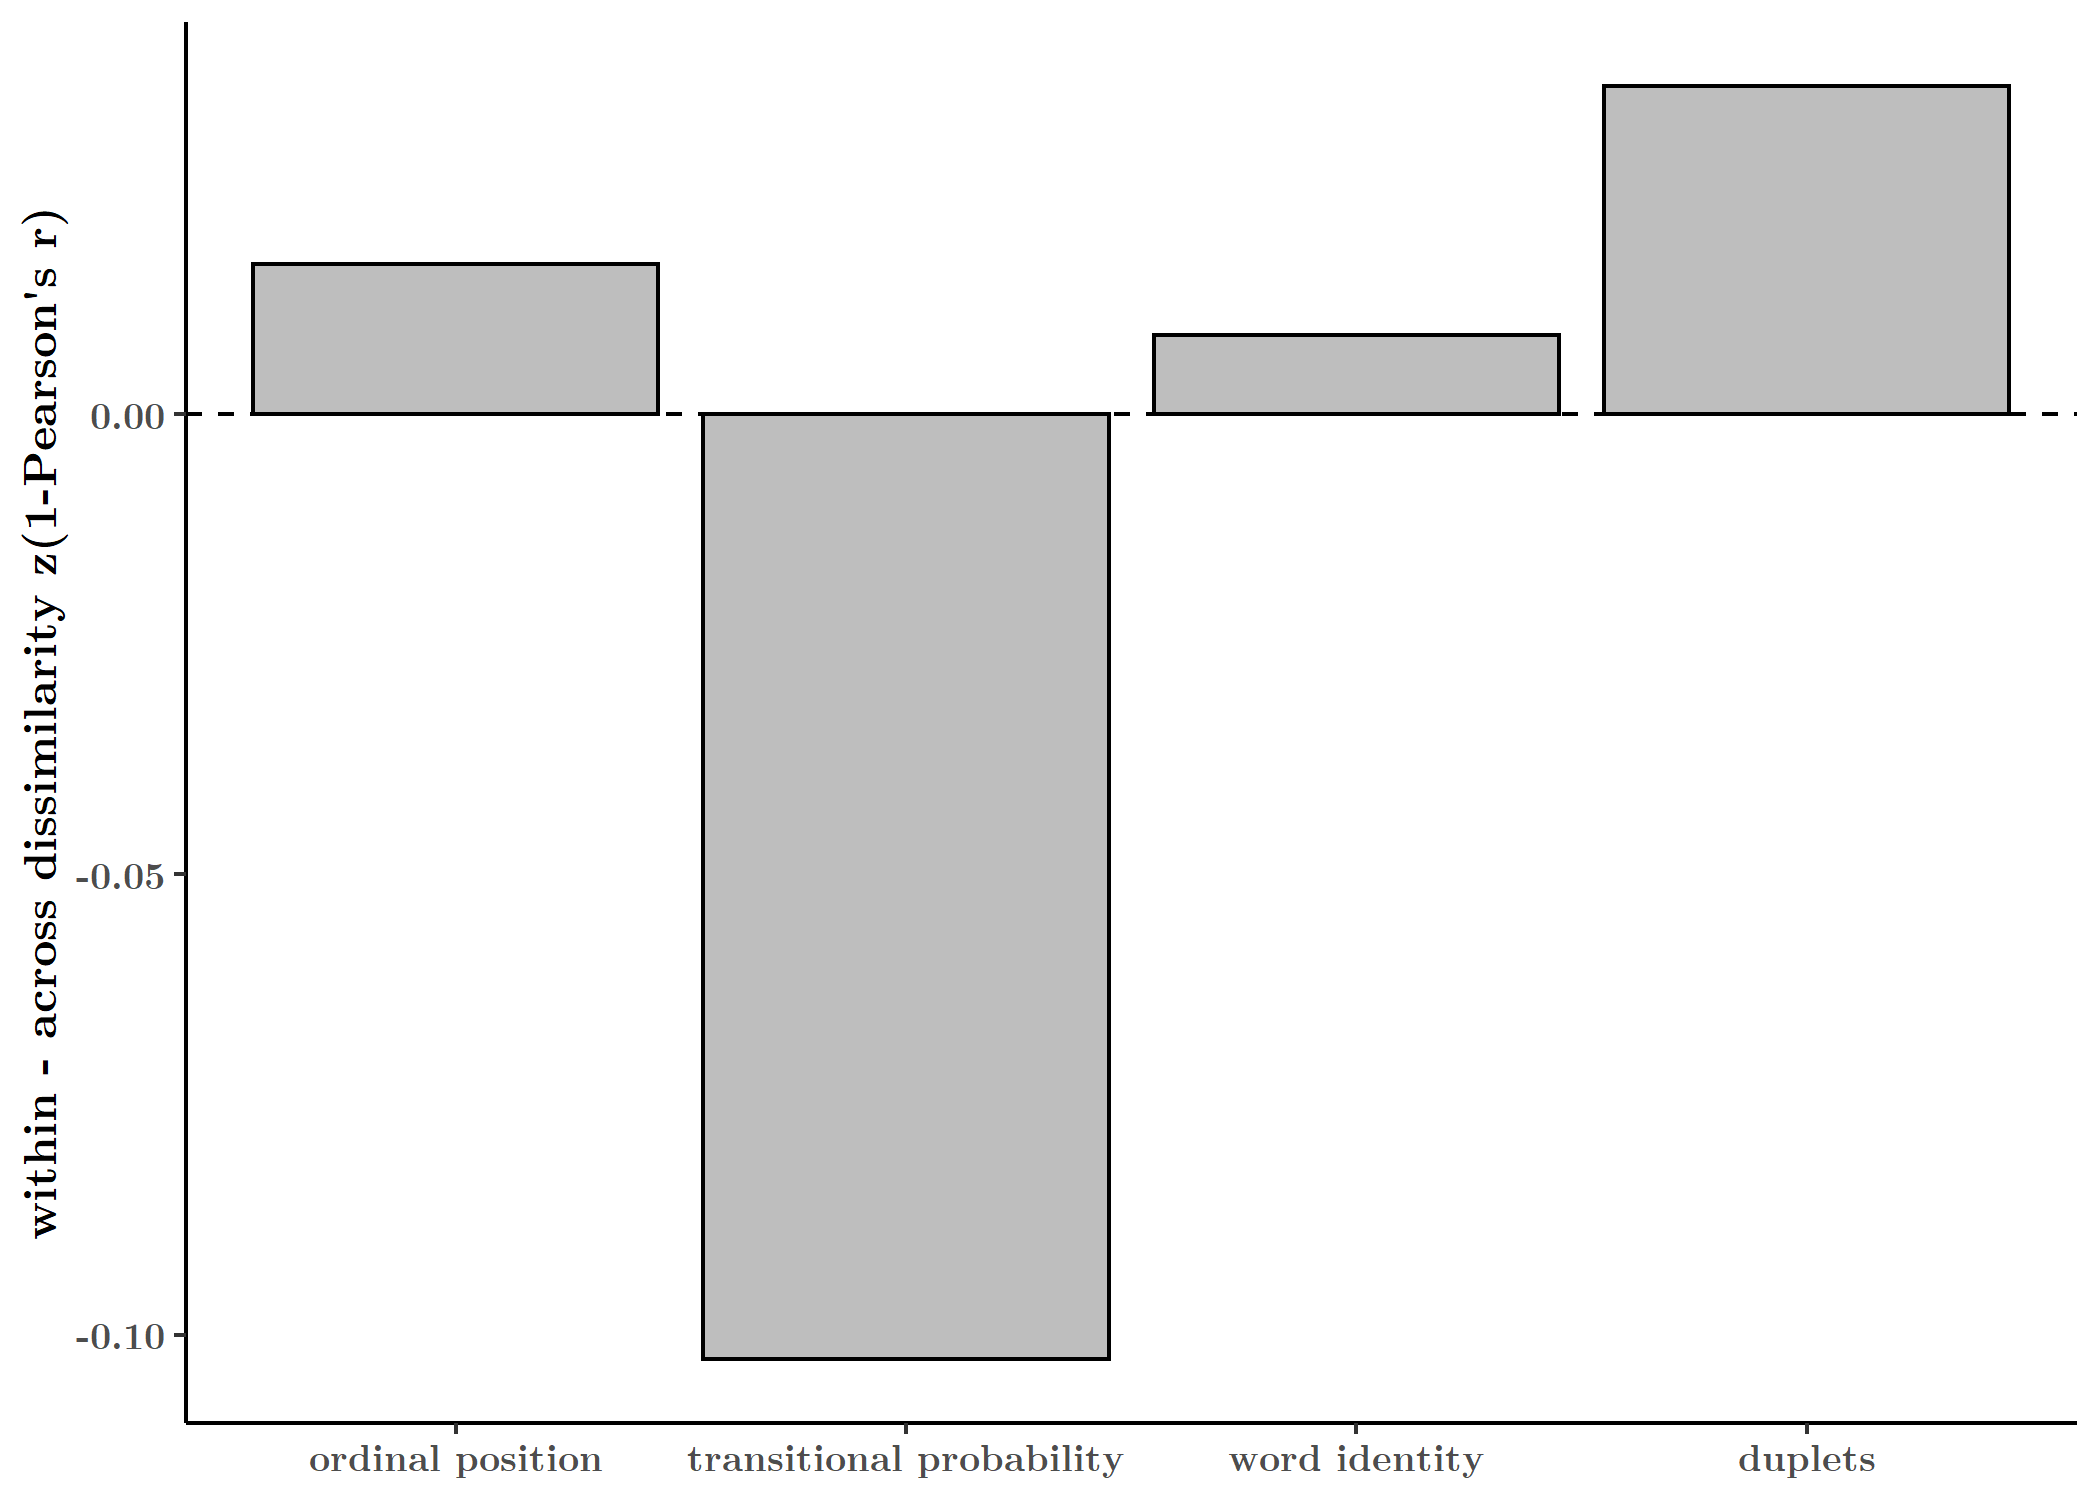 within - across dissimilarity z(1-Pearson's r)
0.00
-0.05
-0.10
ordinal position
transitional probability
word identity
duplets